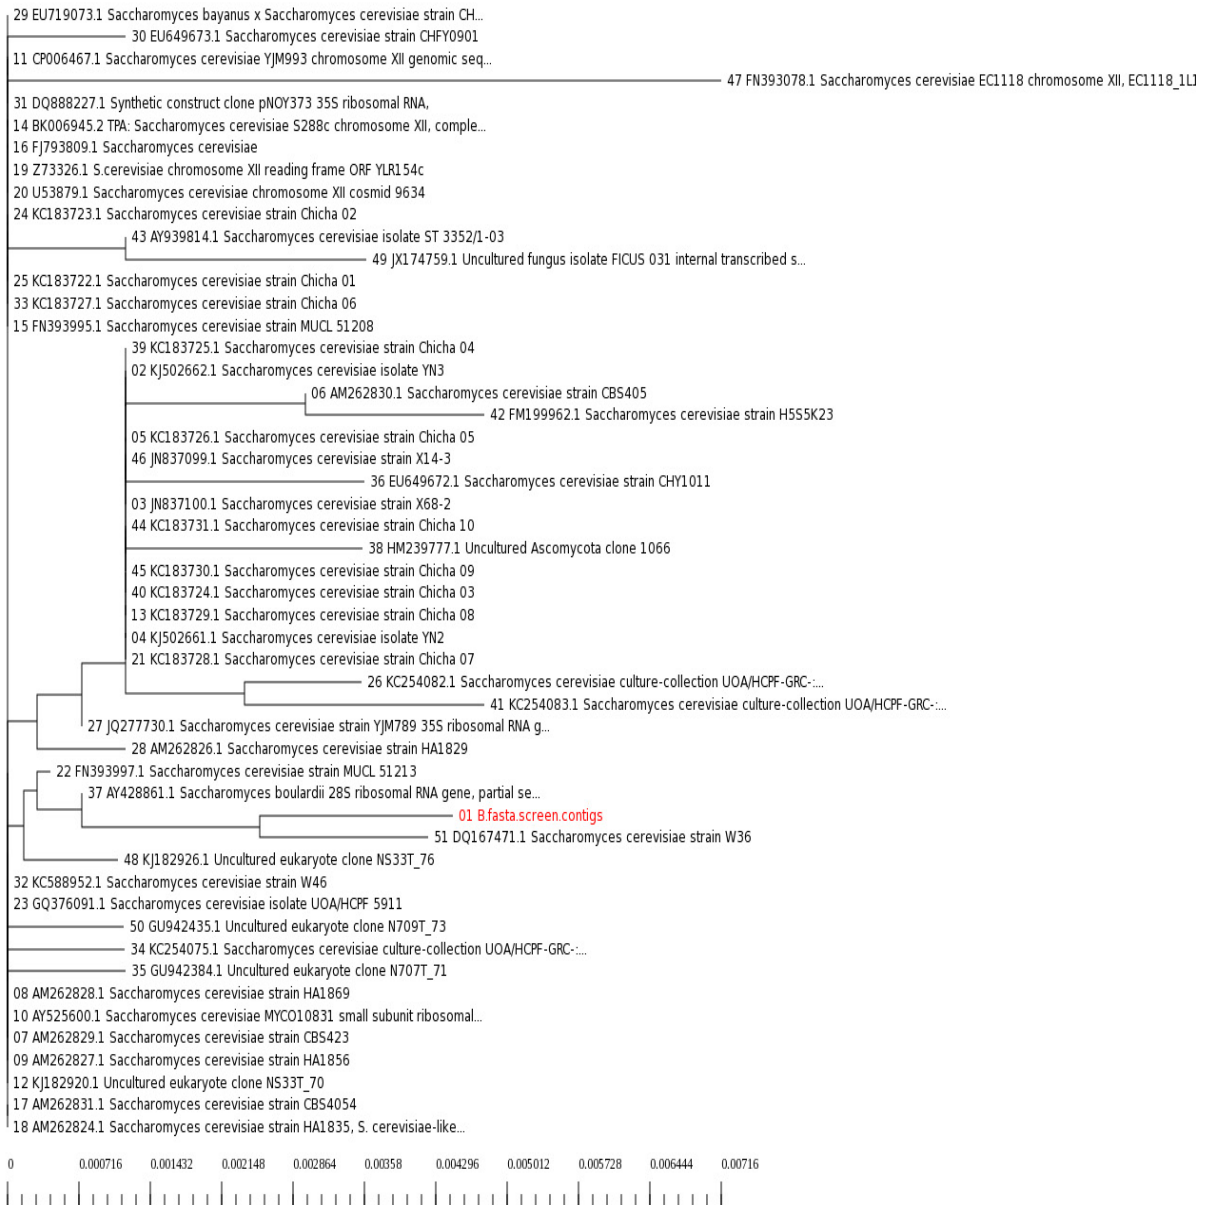 29 EU719073.1 Saccharomyces bayanus x Saccharomyces cerevisiae strain CH...
30 EU649673.1 Saccharomyces cerevisiae strain CHFY0901
11 CP006467.1 Saccharomyces cerevisiae YJM993 chromosome XII genomic seq...
47 FN393078.1 Saccharomyces cerevisiae EC1118 chromosome XII, EC1118_1L1
31 DQ888227.1 Synthetic construct clone pNOY373 35S ribosomal RNA,
14 BK006945.2 TPA: Saccharomyces cerevisiae S288c chromosome XII, comple...
16 FJ793809.1 Saccharomyces cerevisiae
19 Z73326.1 S.cerevisiae chromosome XII reading frame ORF YLR154c
20 U53879.1 Saccharomyces cerevisiae chromosome XII cosmid 9634
24 KC183723.1 Saccharomyces cerevisiae strain Chicha 02
43 AY939814.1 Saccharomyces cerevisiae isolate ST 3352/1-03
49 JX174759.1 Uncultured fungus isolate FICUS 031 internal transcribed s...
25 KC183722.1 Saccharomyces cerevisiae strain Chicha 01
33 KC183727.1 Saccharomyces cerevisiae strain Chicha 06
15 FN393995.1 Saccharomyces cerevisiae strain MUCL 51208
39 KC183725.1 Saccharomyces cerevisiae strain Chicha 04
02 KJ502662.1 Saccharomyces cerevisiae isolate YN3
06 AM262830.1 Saccharomyces cerevisiae strain CBS405
42 FM199962.1 Saccharomyces cerevisiae strain H5S5K23
05 KC183726.1 Saccharomyces cerevisiae strain Chicha 05
46 JN837099.1 Saccharomyces cerevisiae strain X14-3
36 EU649672.1 Saccharomyces cerevisiae strain CHY1011
03 JN837100.1 Saccharomyces cerevisiae strain X68-2
44 KC183731.1 Saccharomyces cerevisiae strain Chicha 10
38 HM239777.1 Uncultured Ascomycota clone 1066
45 KC183730.1 Saccharomyces cerevisiae strain Chicha 09
40 KC183724.1 Saccharomyces cerevisiae strain Chicha 03
13 KC183729.1 Saccharomyces cerevisiae strain Chicha 08
04 KJ502661.1 Saccharomyces cerevisiae isolate YN2
21 KC183728.1 Saccharomyces cerevisiae strain Chicha 07
26 KC254082.1 Saccharomyces cerevisiae culture-collection UOA/HCPF-GRC-:...
41 KC254083.1 Saccharomyces cerevisiae culture-collection UOA/HCPF-GRC-:...
27 JQ277730.1 Saccharomyces cerevisiae strain YJM789 35S ribosomal RNA g...
28 AM262826.1 Saccharomyces cerevisiae strain HA1829
22 FN393997.1 Saccharomyces cerevisiae strain MUCL 51213
37 AY428861.1 Saccharomyces boulardii 28S ribosomal RNA gene, partial se...
01 B.fasta.screen.contigs
51 DQ167471.1 Saccharomyces cerevisiae strain W36
48 KJ182926.1 Uncultured eukaryote clone NS33T_76
32 KC588952.1 Saccharomyces cerevisiae strain W46
23 GQ376091.1 Saccharomyces cerevisiae isolate UOA/HCPF 5911
50 GU942435.1 Uncultured eukaryote clone N709T_73
34 KC254075.1 Saccharomyces cerevisiae culture-collection UOA/HCPF-GRC-:...
35 GU942384.1 Uncultured eukaryote clone N707T_71
08 AM262828.1 Saccharomyces cerevisiae strain HA1869
10 AY525600.1 Saccharomyces cerevisiae MYCO10831 small subunit ribosomal...
07 AM262829.1 Saccharomyces cerevisiae strain CBS423
09 AM262827.1 Saccharomyces cerevisiae strain HA1856
12 KJ182920.1 Uncultured eukaryote clone NS33T_70
17 AM262831.1 Saccharomyces cerevisiae strain CBS4054
18 AM262824.1 Saccharomyces cerevisiae strain HA1835, S. cerevisiae-like...
0 0.000716 0.001432 0.002148 0.002864 0.00358 0.004296 0.005012 0.005728 0.006444 0.00716